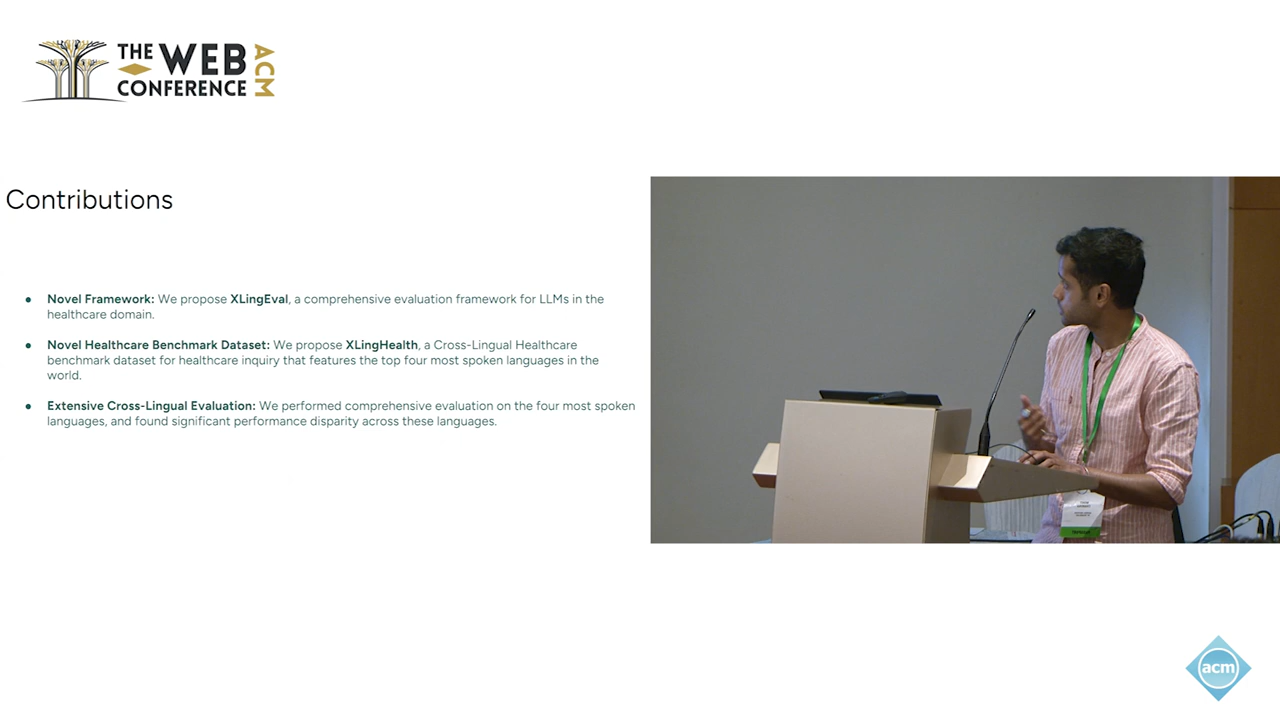 THE WEB
CONFERENCE
ACM
Contributions
● Novel Framework: We propose XLingEval, a comprehensive evaluation framework for LLMs in the
healthcare domain.
● Novel Healthcare Benchmark Dataset: We propose XLingHealth, a Cross-Lingual Healthcare
benchmark dataset for healthcare inquiry that features the top four most spoken languages in the
world.
● Extensive Cross-Lingual Evaluation: We performed comprehensive evaluation on the four most spoken
languages, and found significant performance disparity across these languages.
acm